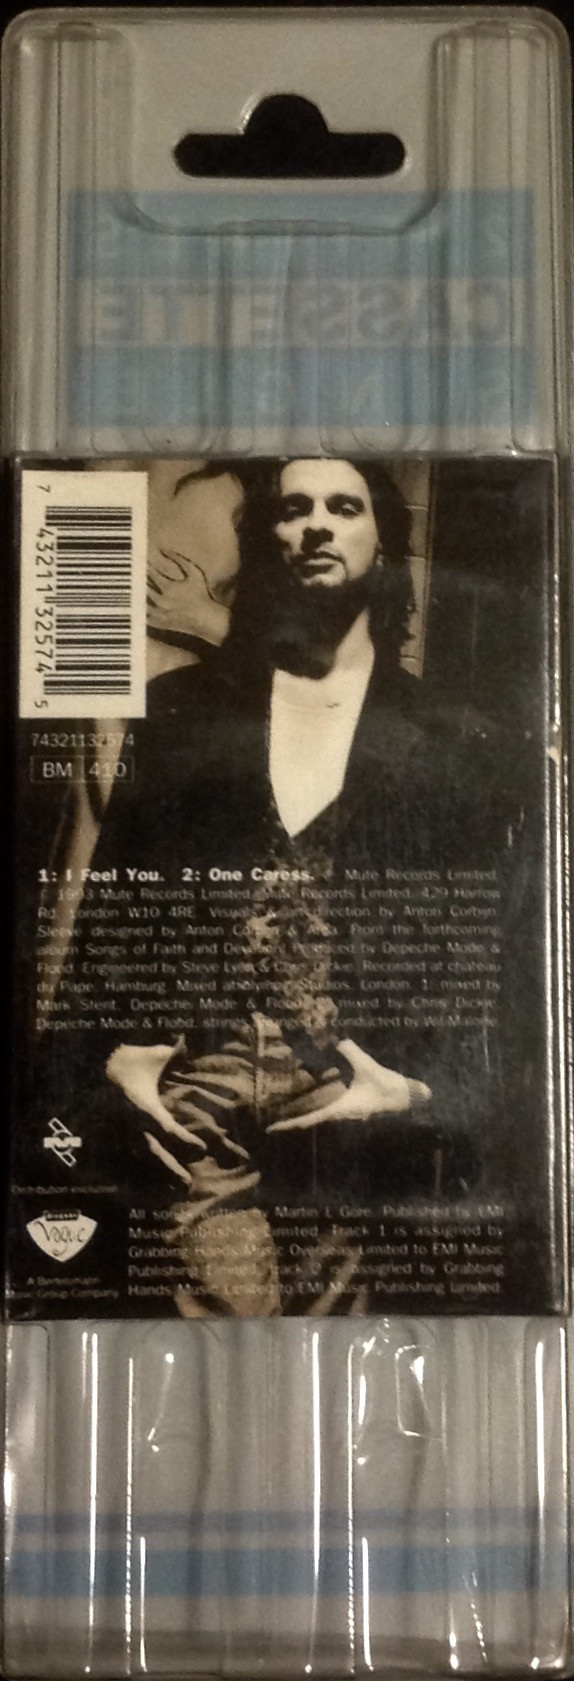 CASSETTE
7 43211 32574 5
74321132574
BM 410
1: I Feel You. 2: One Caress. ℗ Mute Records Limited.
© 1993 Mute Records Limited. Mute Records Limited. 429 Harrow
Rd. London W10 4RE. Visuals & art direction by Anton Corbijn.
Sleeve designed by Anton Corbijn & Area. From the forthcoming
album Songs of Faith and Devotion. Produced by Depeche Mode &
Flood. Engineered by Steve Lyon & Chris Dickie. Recorded at chateau
du Pape, Hamburg. Mixed at Olympic Studios, London. 1: mixed by
Mark Stent, Depeche Mode & Flood. 2: mixed by Chris Dickie,
Depeche Mode & Flood, strings arranged & conducted by Wil Malone.
Distribution exclusive
Vogue
A Bertelsmann
Music Group Company
All songs written by Martin L Gore. Published by EMI
Music Publishing Limited. Track 1 is assigned by
Grabbing Hands Music Overseas Limited to EMI Music
Publishing Limited. Track 2 is assigned by Grabbing
Hands Music Limited to EMI Music Publishing Limited.